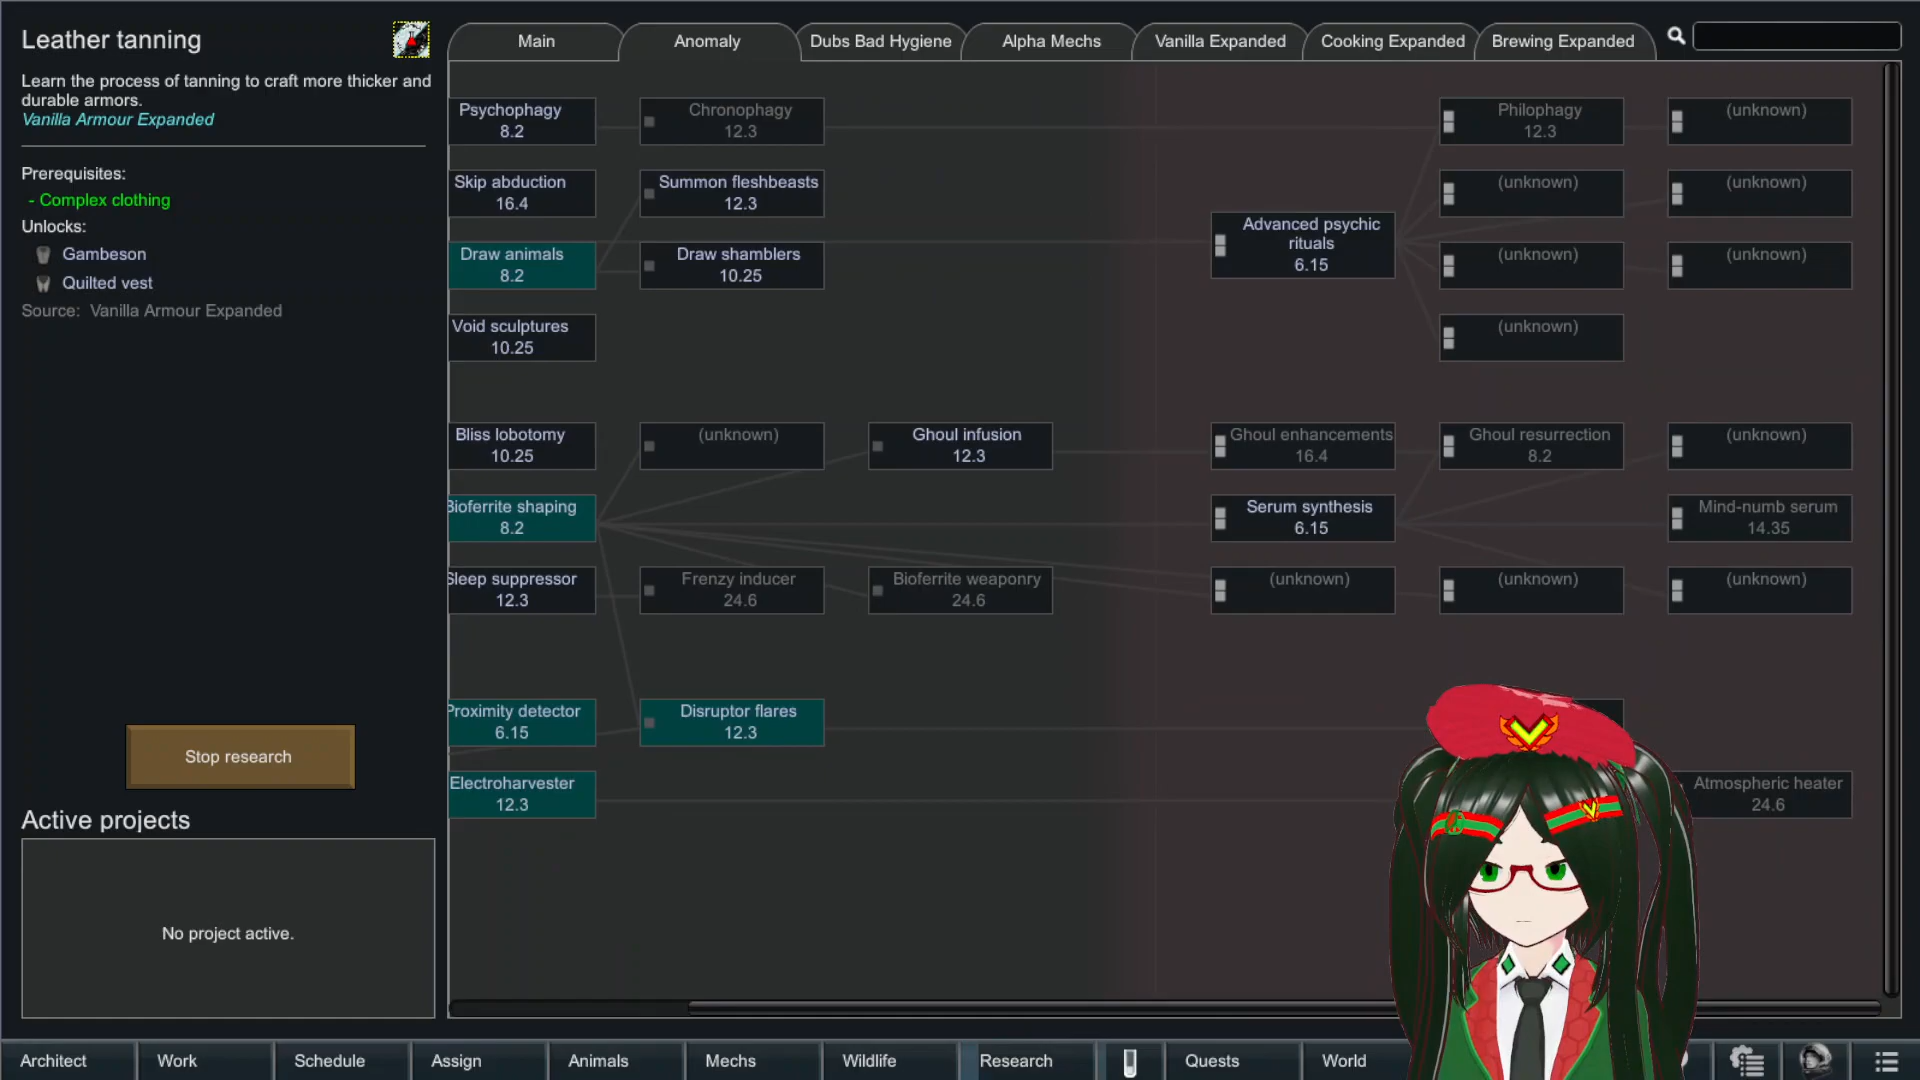 Leather tanning
Learn the process of tanning to craft more thicker and
durable armors.
Vanilla Armour Expanded
Prerequisites:
- Complex clothing
Unlocks:
Gambeson
Quilted vest
Source: Vanilla Armour Expanded
Stop research
Active projects
No project active.
Main
Anomaly
Dubs Bad Hygiene
Alpha Mechs
Vanilla Expanded
Cooking Expanded
Brewing Expanded
Psychophagy
8.2
Chronophagy
12.3
Philophagy
12.3
(unknown)
Skip abduction
16.4
Summon fleshbeasts
12.3
(unknown)
(unknown)
Advanced psychic
rituals
6.15
Draw animals
8.2
Draw shamblers
10.25
(unknown)
(unknown)
Void sculptures
10.25
(unknown)
Bliss lobotomy
10.25
(unknown)
Ghoul infusion
12.3
Ghoul enhancements
16.4
Ghoul resurrection
8.2
(unknown)
Bioferrite shaping
8.2
Serum synthesis
6.15
Mind-numb serum
14.35
Sleep suppressor
12.3
Frenzy inducer
24.6
Bioferrite weaponry
24.6
(unknown)
(unknown)
(unknown)
Proximity detector
6.15
Disruptor flares
12.3
Electroharvester
12.3
Atmospheric heater
24.6
Architect
Work
Schedule
Assign
Animals
Mechs
Wildlife
Research
Quests
World